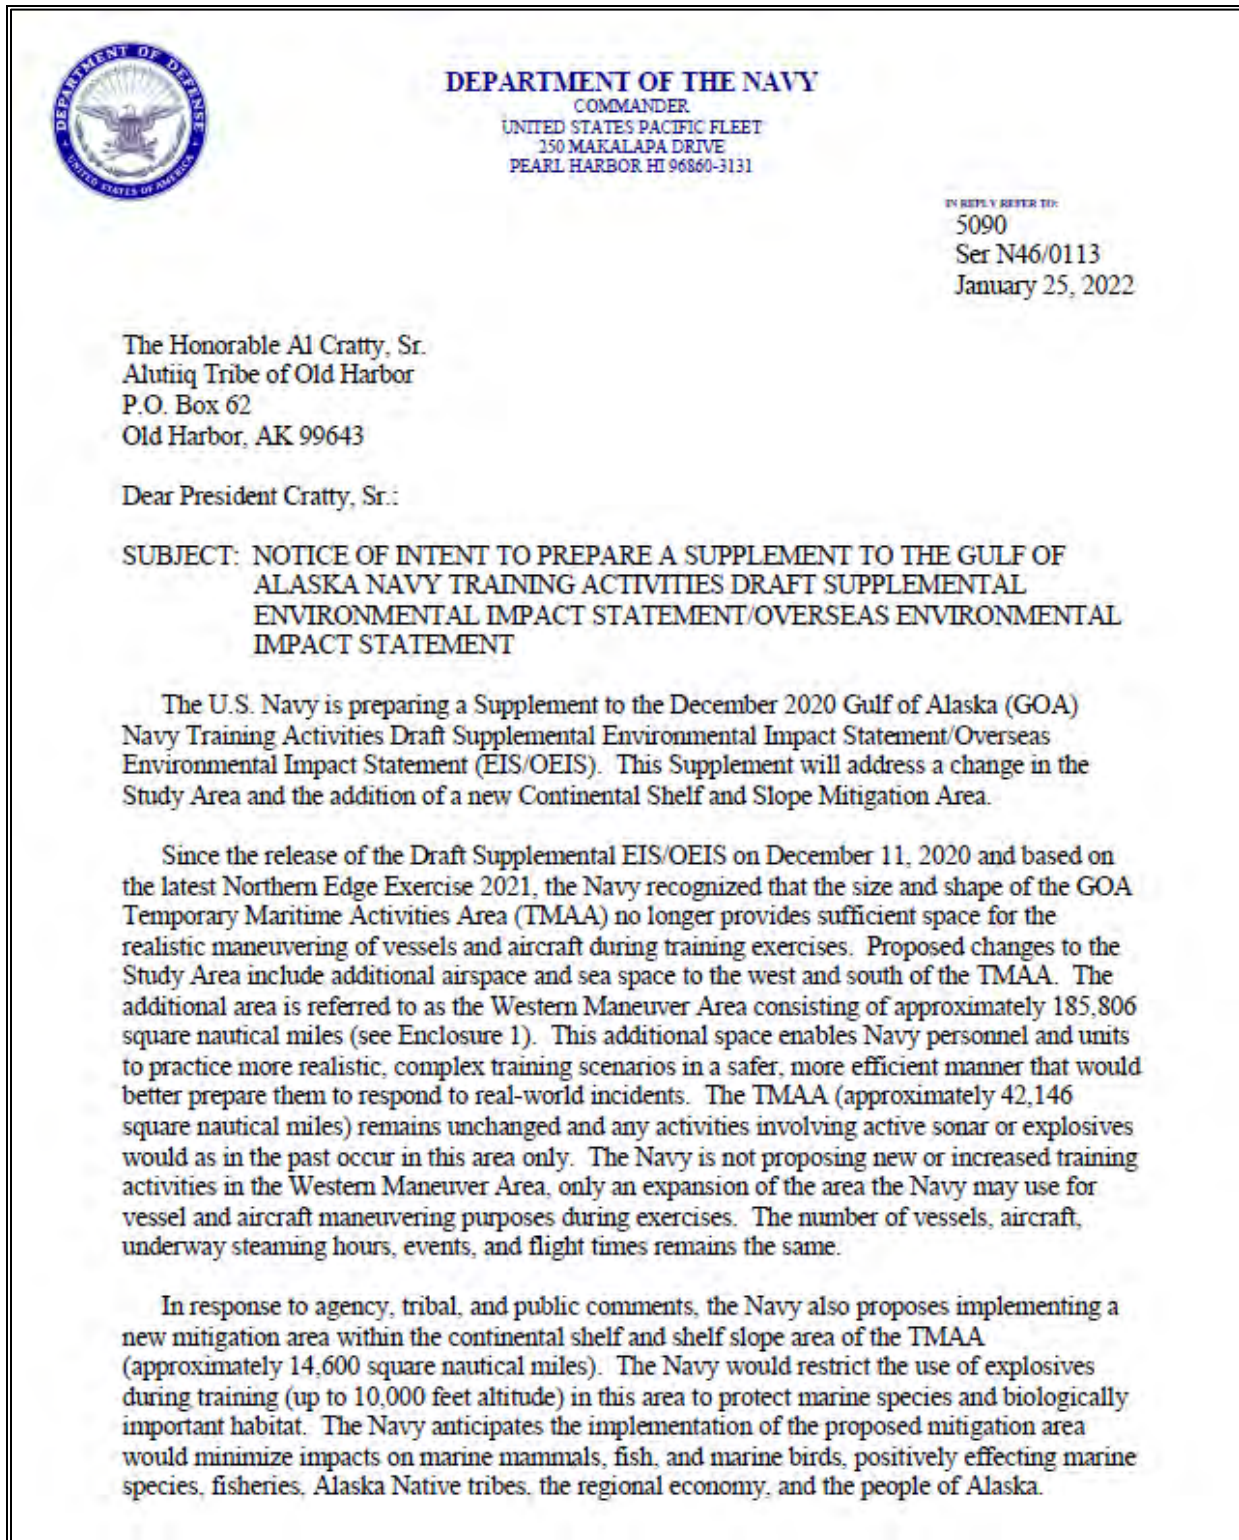 DEPARTMENT OF DEFENSE
UNITED STATES OF AMERICA
DEPARTMENT OF THE NAVY
COMMANDER
UNITED STATES PACIFIC FLEET
250 MAKALAPA DRIVE
PEARL HARBOR HI 96860-3131
IN REPLY REFER TO:
5090
Ser N46/0113
January 25, 2022
The Honorable Al Cratty, Sr.
Alutiiq Tribe of Old Harbor
P.O. Box 62
Old Harbor, AK 99643
Dear President Cratty, Sr.:
SUBJECT: NOTICE OF INTENT TO PREPARE A SUPPLEMENT TO THE GULF OF
ALASKA NAVY TRAINING ACTIVITIES DRAFT SUPPLEMENTAL
ENVIRONMENTAL IMPACT STATEMENT/OVERSEAS ENVIRONMENTAL
IMPACT STATEMENT
The U.S. Navy is preparing a Supplement to the December 2020 Gulf of Alaska (GOA)
Navy Training Activities Draft Supplemental Environmental Impact Statement/Overseas
Environmental Impact Statement (EIS/OEIS). This Supplement will address a change in the
Study Area and the addition of a new Continental Shelf and Slope Mitigation Area.
Since the release of the Draft Supplemental EIS/OEIS on December 11, 2020 and based on
the latest Northern Edge Exercise 2021, the Navy recognized that the size and shape of the GOA
Temporary Maritime Activities Area (TMAA) no longer provides sufficient space for the
realistic maneuvering of vessels and aircraft during training exercises. Proposed changes to the
Study Area include additional airspace and sea space to the west and south of the TMAA. The
additional area is referred to as the Western Maneuver Area consisting of approximately 185,806
square nautical miles (see Enclosure 1). This additional space enables Navy personnel and units
to practice more realistic, complex training scenarios in a safer, more efficient manner that would
better prepare them to respond to real-world incidents. The TMAA (approximately 42,146
square nautical miles) remains unchanged and any activities involving active sonar or explosives
would as in the past occur in this area only. The Navy is not proposing new or increased training
activities in the Western Maneuver Area, only an expansion of the area the Navy may use for
vessel and aircraft maneuvering purposes during exercises. The number of vessels, aircraft,
underway steaming hours, events, and flight times remains the same.
In response to agency, tribal, and public comments, the Navy also proposes implementing a
new mitigation area within the continental shelf and shelf slope area of the TMAA
(approximately 14,600 square nautical miles). The Navy would restrict the use of explosives
during training (up to 10,000 feet altitude) in this area to protect marine species and biologically
important habitat. The Navy anticipates the implementation of the proposed mitigation area
would minimize impacts on marine mammals, fish, and marine birds, positively effecting marine
species, fisheries, Alaska Native tribes, the regional economy, and the people of Alaska.